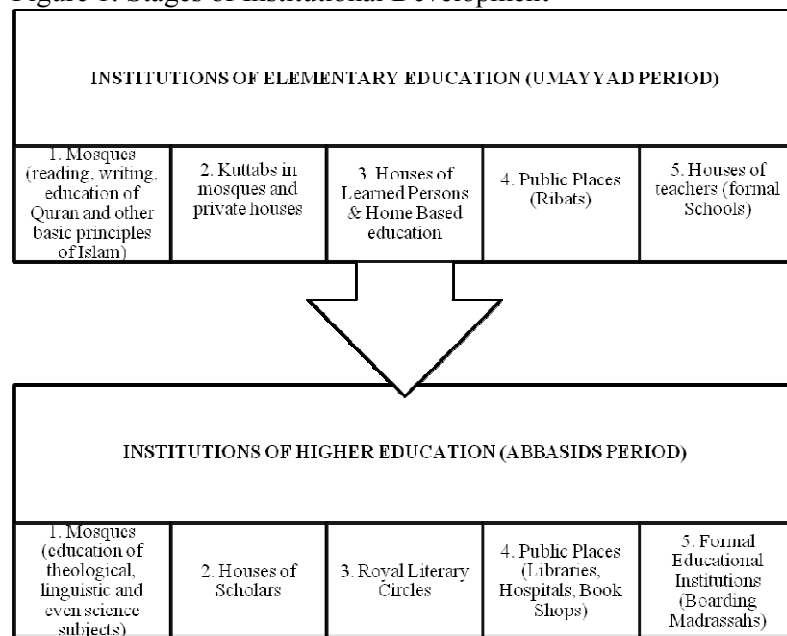 Figure 1: Stages of Institutional Development
INSTITUTIONS OF ELEMENTARY EDUCATION (UMAYYAD PERIOD)
1. Mosques
(reading, writing,
education of
Quran and other
basic principles
of Islam)
2. Kuttabs in
mosques and
private houses
3. Houses of
Learned Persons
& Home Based
education
4. Public Places
(Ribats)
5. Houses of
teachers (formal
Schools)
INSTITUTIONS OF HIGHER EDUCATION (ABBASIDS PERIOD)
1. Mosques
(education of
theological,
linguistic and
even science
subjects)
2. Houses of
Scholars
3. Royal Literary
Circles
4. Public Places
(Libraries,
Hospitals, Book
Shops)
5. Formal
Educational
Institutions
(Boarding
Madrassahs)